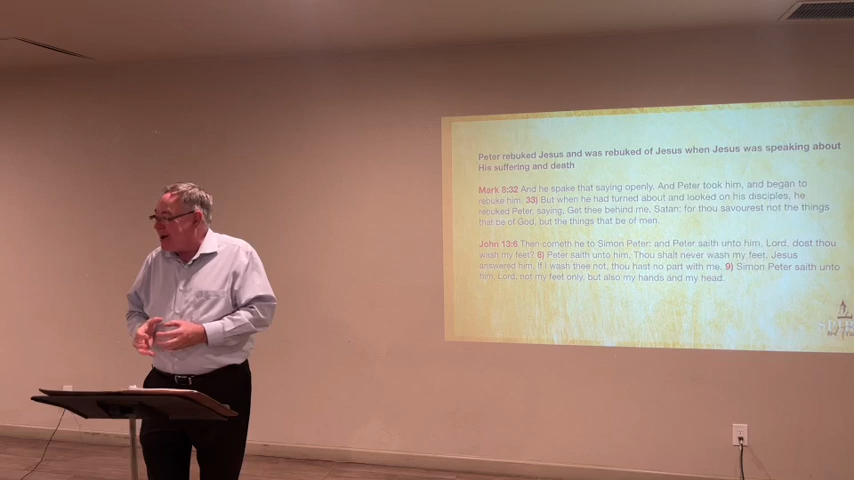 Peter rebuked Jesus and was rebuked of Jesus when Jesus was speaking about
His suffering and death
Mark 8:32 And he spake that saying openly. And Peter took him, and began to
rebuke him. 33) But when he had turned about and looked on his disciples, he
rebuked Peter, saying, Get thee behind me, Satan: for thou savourest not the things
that be of God, but the things that be of men.
John 13:6 Then cometh he to Simon Peter: and Peter saith unto him, Lord, dost thou
wash my feet? 8) Peter saith unto him, Thou shalt never wash my feet. Jesus
answered him, If I wash thee not, thou hast no part with me. 9) Simon Peter saith unto
him, Lord, not my feet only, but also my hands and my head.